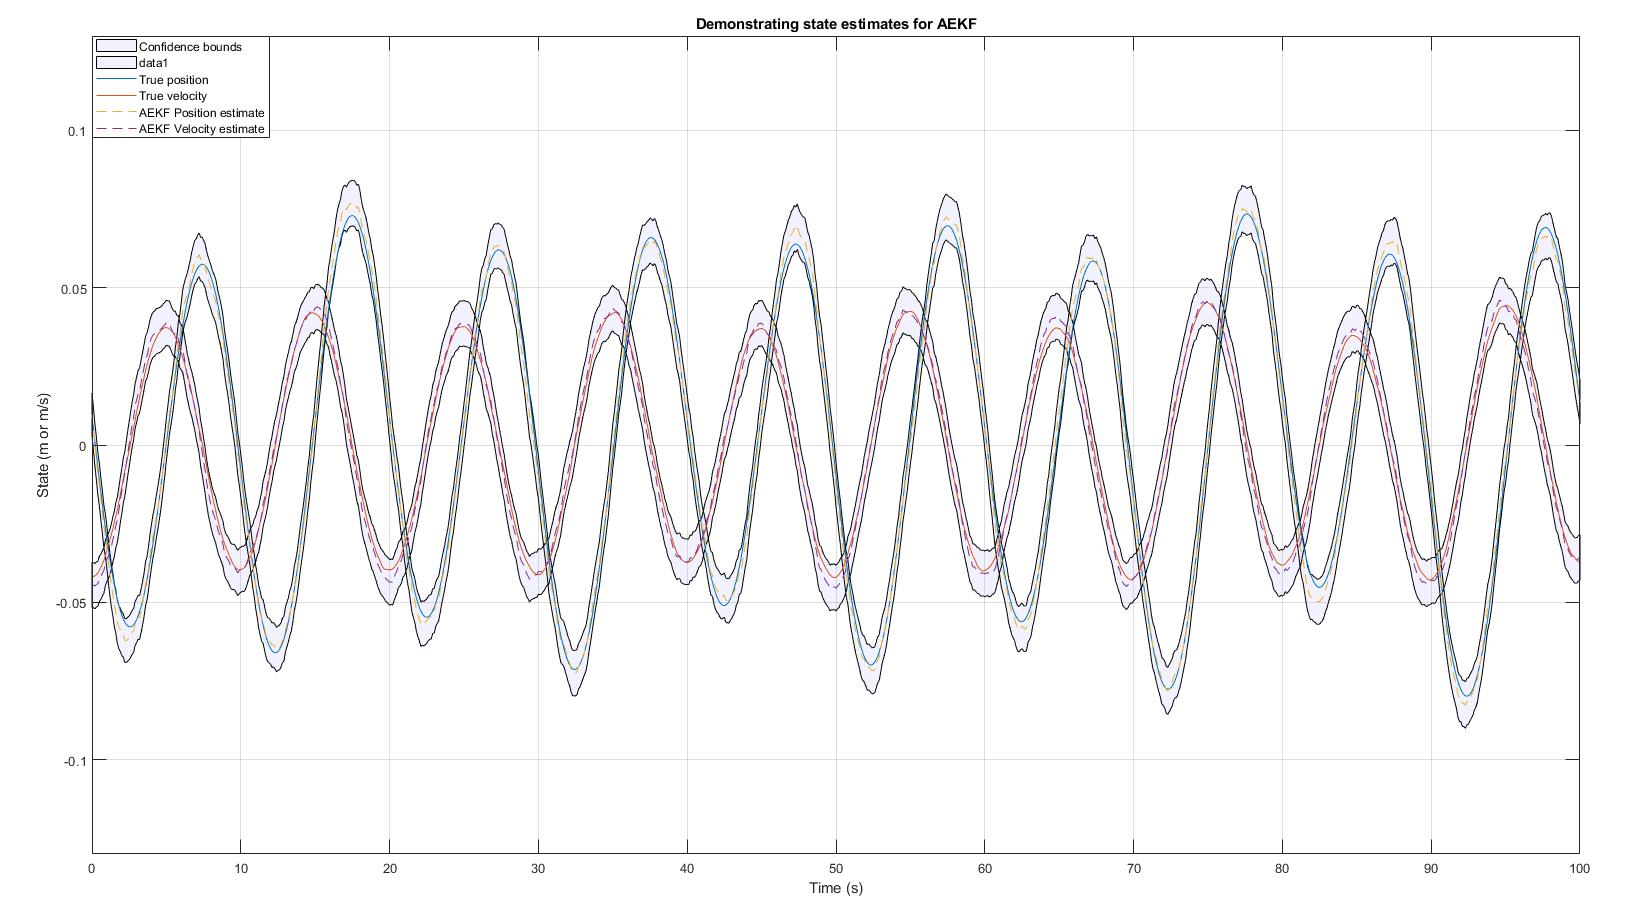 Demonstrating state estimates for AEKF
Confidence bounds
data1
True position
True velocity
AEKF Position estimate
AEKF Velocity estimate
0.1
0.05
0
-0.05
-0.1
State (m or m/s)
0 10 20 30 40 50 60 70 80 90 100
Time (s)